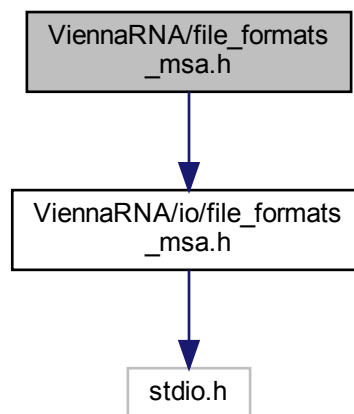 ViennaRNA/file_formats
_msa.h
ViennaRNA/io/file_formats
_msa.h
stdio.h